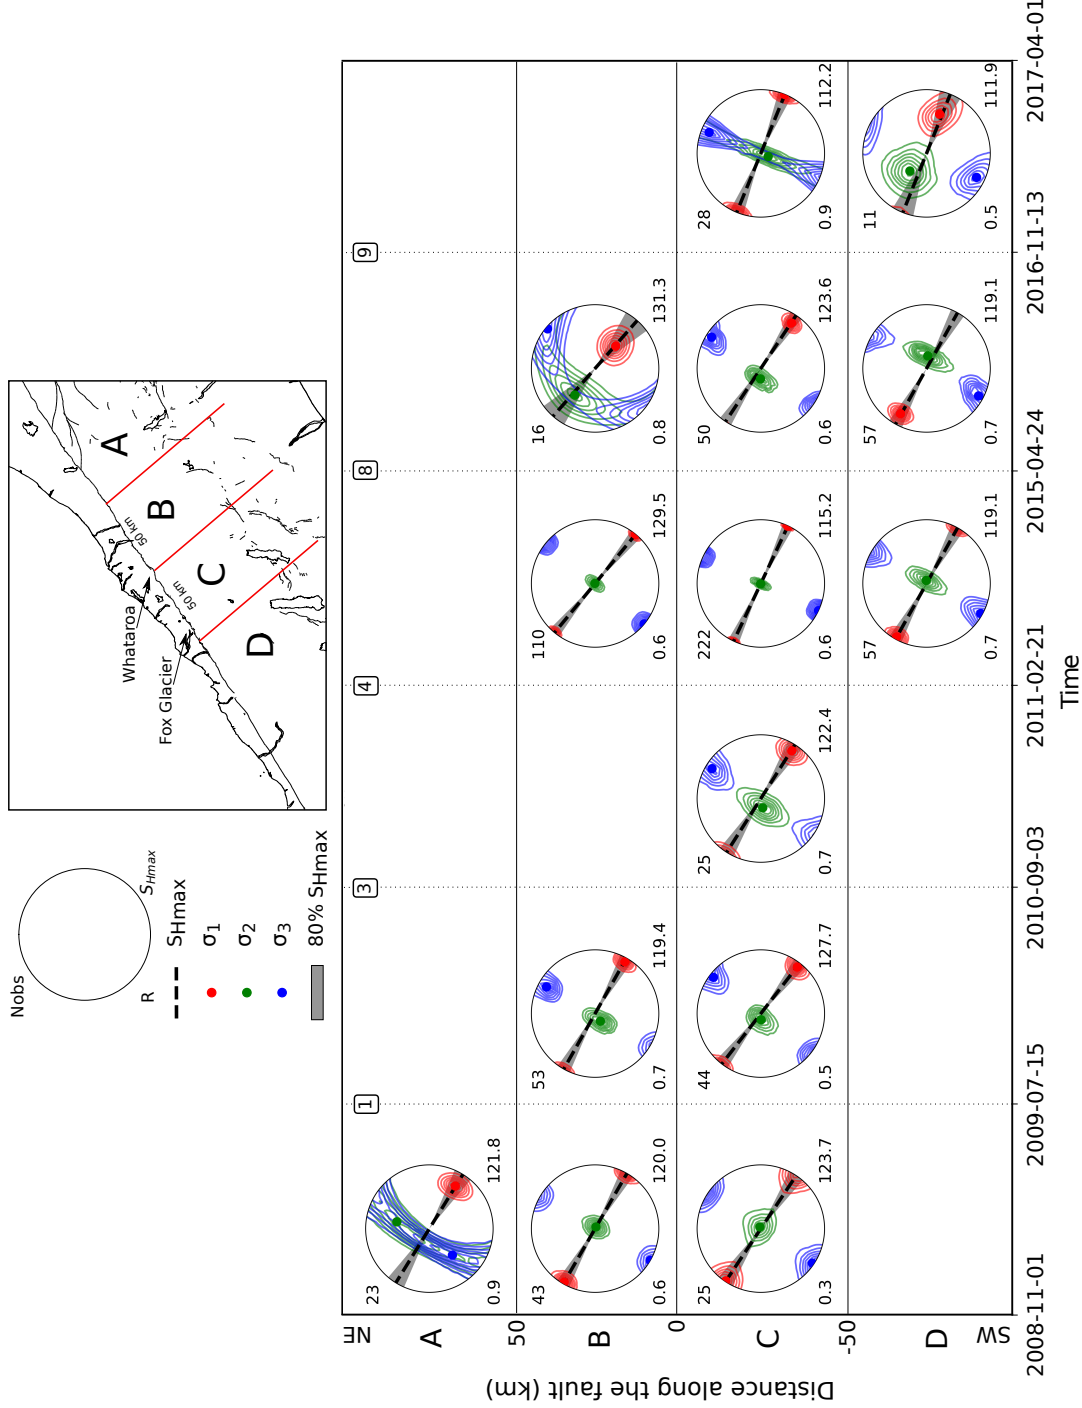 Nobs
R
S_Hmax
S_Hmax
σ1
σ2
σ3
80% S_Hmax
Whataroa
Fox Glacier
50 km
50 km
A
B
C
D
1
3
4
8
9
NE
A
50
B
0
C
-50
D
SW
Distance along the fault (km)
23
0.9
121.8
43
0.6
120.0
53
0.7
119.4
110
0.6
129.5
16
0.8
131.3
25
0.3
123.7
44
0.5
127.7
25
0.7
122.4
222
0.6
115.2
50
0.6
123.6
28
0.9
112.2
57
0.7
119.1
57
0.7
119.1
11
0.5
111.9
2008-11-01
2009-07-15
2010-09-03
2011-02-21
2015-04-24
2016-11-13
2017-04-01
Time